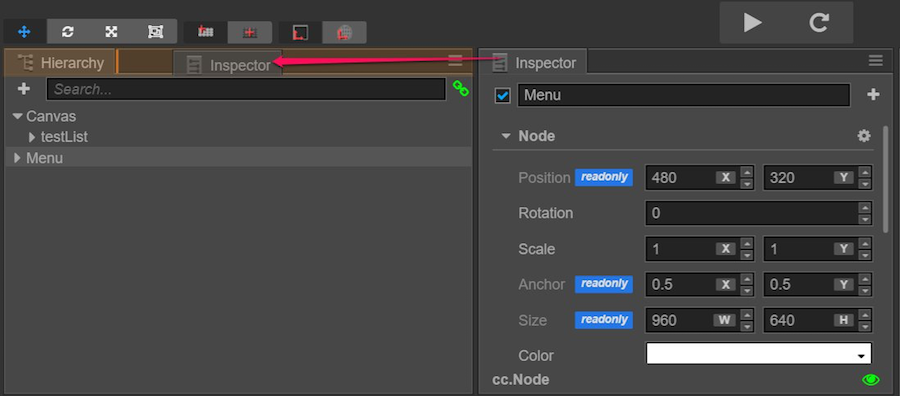 Hierarchy
Inspector
Search...
Canvas
testList
Menu
Inspector
Menu
Node
Position readonly 480 X 320 Y
Rotation 0
Scale 1 X 1 Y
Anchor readonly 0.5 X 0.5 Y
Size readonly 960 W 640 H
Color
cc.Node